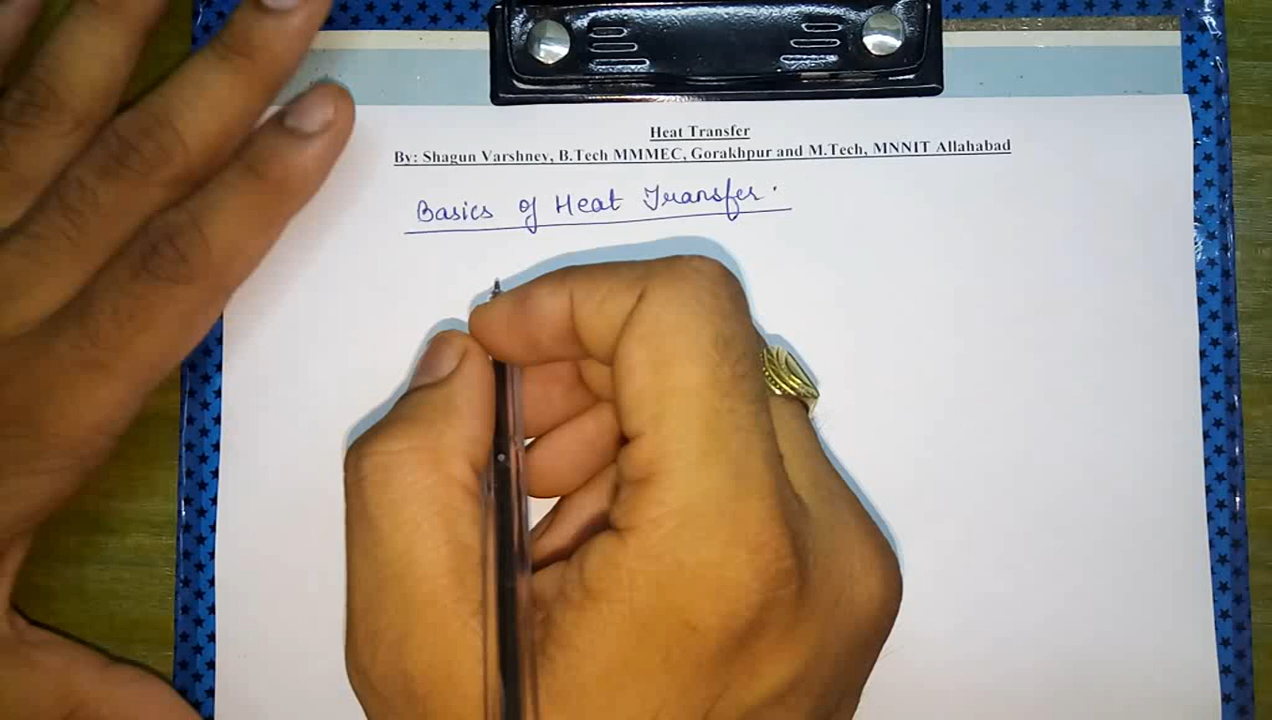 Heat Transfer
By: Shagun Varshney, B.Tech MMMEC, Gorakhpur and M.Tech, MNNIT Allahabad
Basics of Heat Transfer.